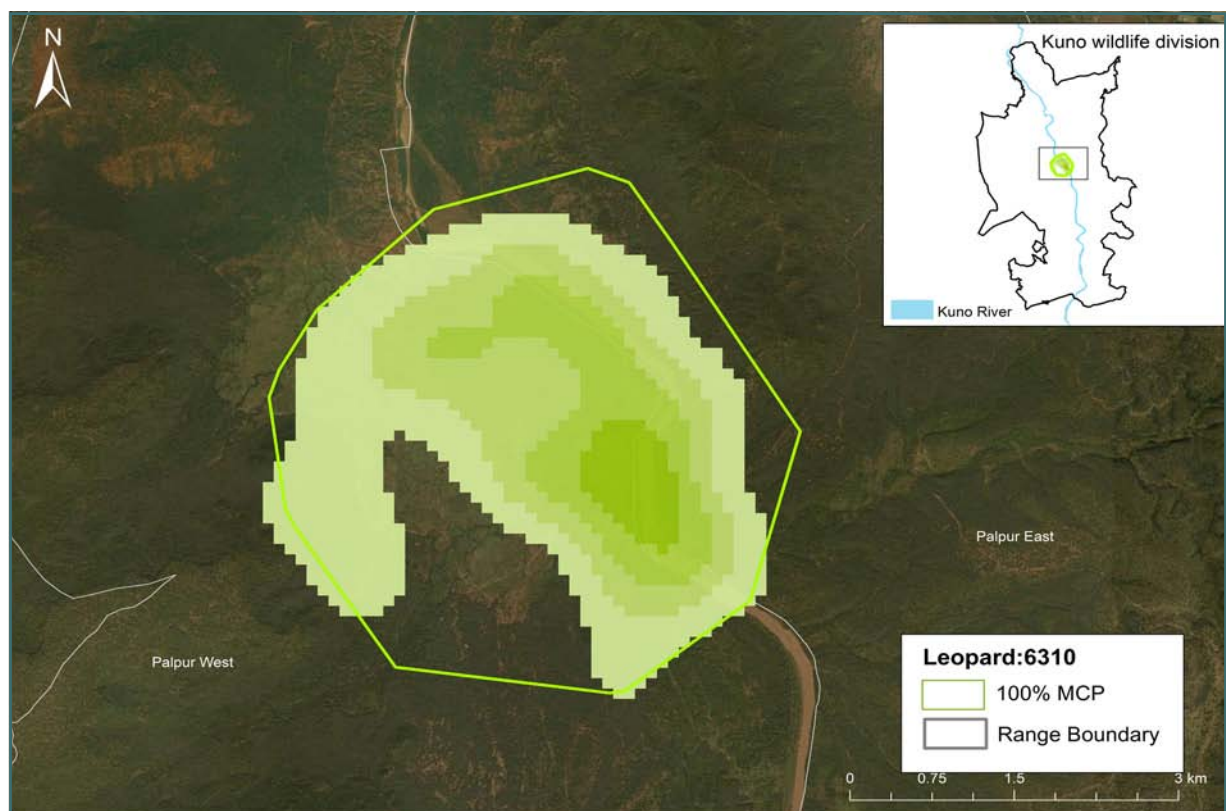 N
Kuno wildlife division
Kuno River
Palpur East
Palpur West
Leopard:6310
100% MCP
Range Boundary
0 0.75 1.5 3 km